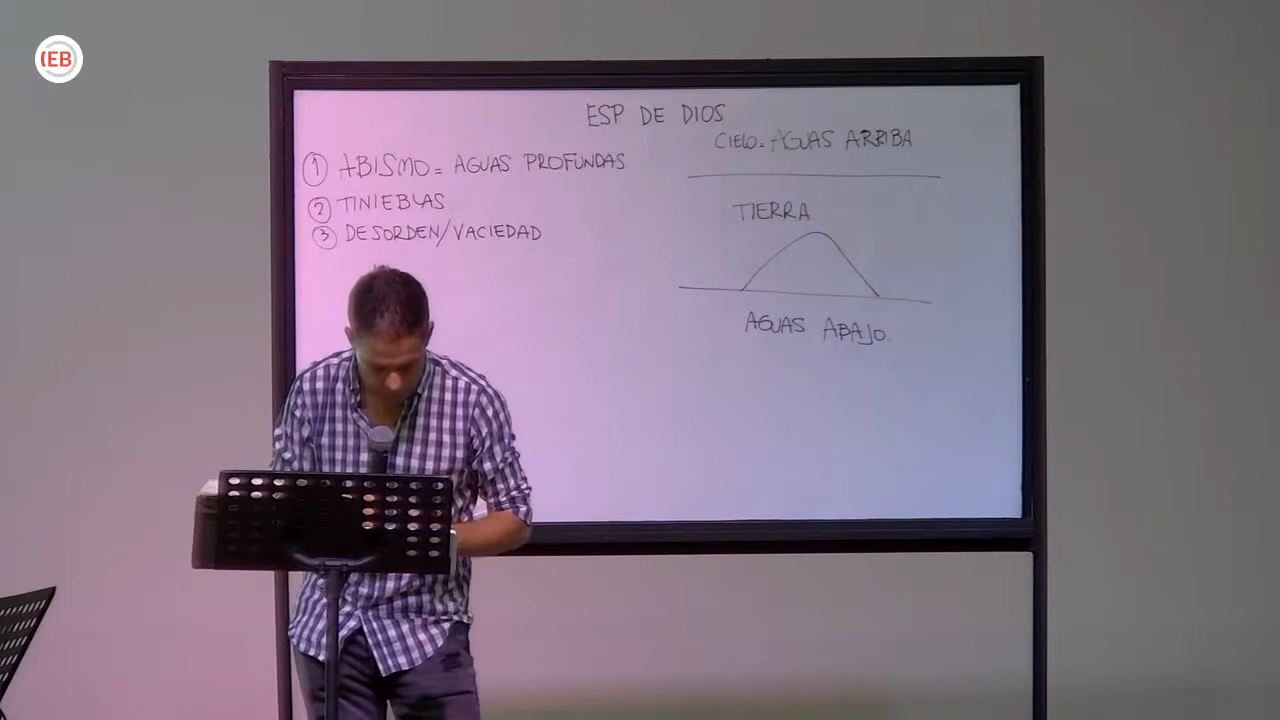 IEB
ESP DE DIOS
CIELO = AGUAS ARRIBA
① ABISMO = AGUAS PROFUNDAS
② TINIEBLAS
③ DESORDEN/VACIEDAD
TIERRA
AGUAS ABAJO